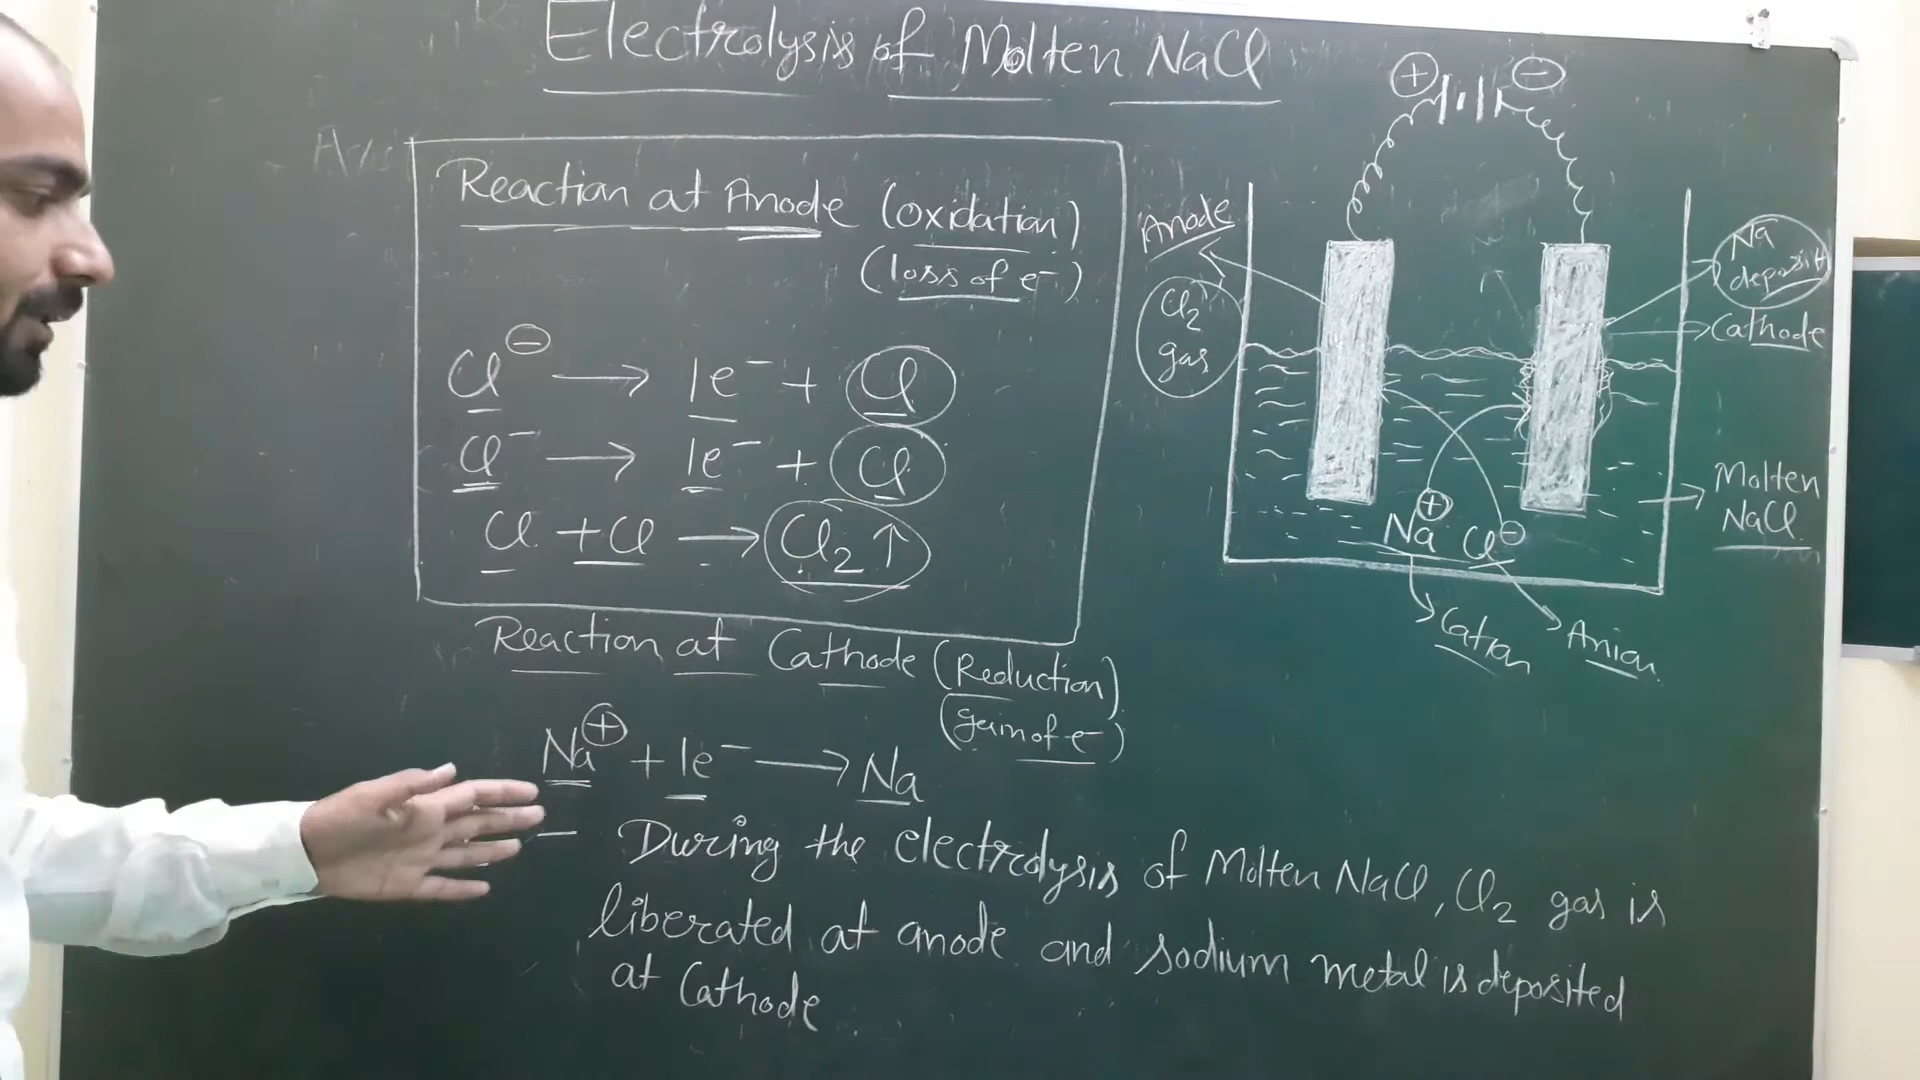 Electrolysis of Molten NaCl
Reaction at Anode (oxidation)
(loss of e⁻)
Cl⊖ → 1e⁻ + Cl
Cl⁻ → 1e⁻ + Cl
Cl + Cl → Cl₂ ↑
Reaction at Cathode (Reduction)
(gain of e⁻)
Na⊕ + 1e⁻ → Na
– During the electrolysis of Molten NaCl, Cl₂ gas is
liberated at anode and sodium metal is deposited
at Cathode
⊕ ⊖
Anode
Cl₂
gas
Na
deposit
Cathode
Molten
NaCl
Na⊕ Cl⊖
Cation
Anion